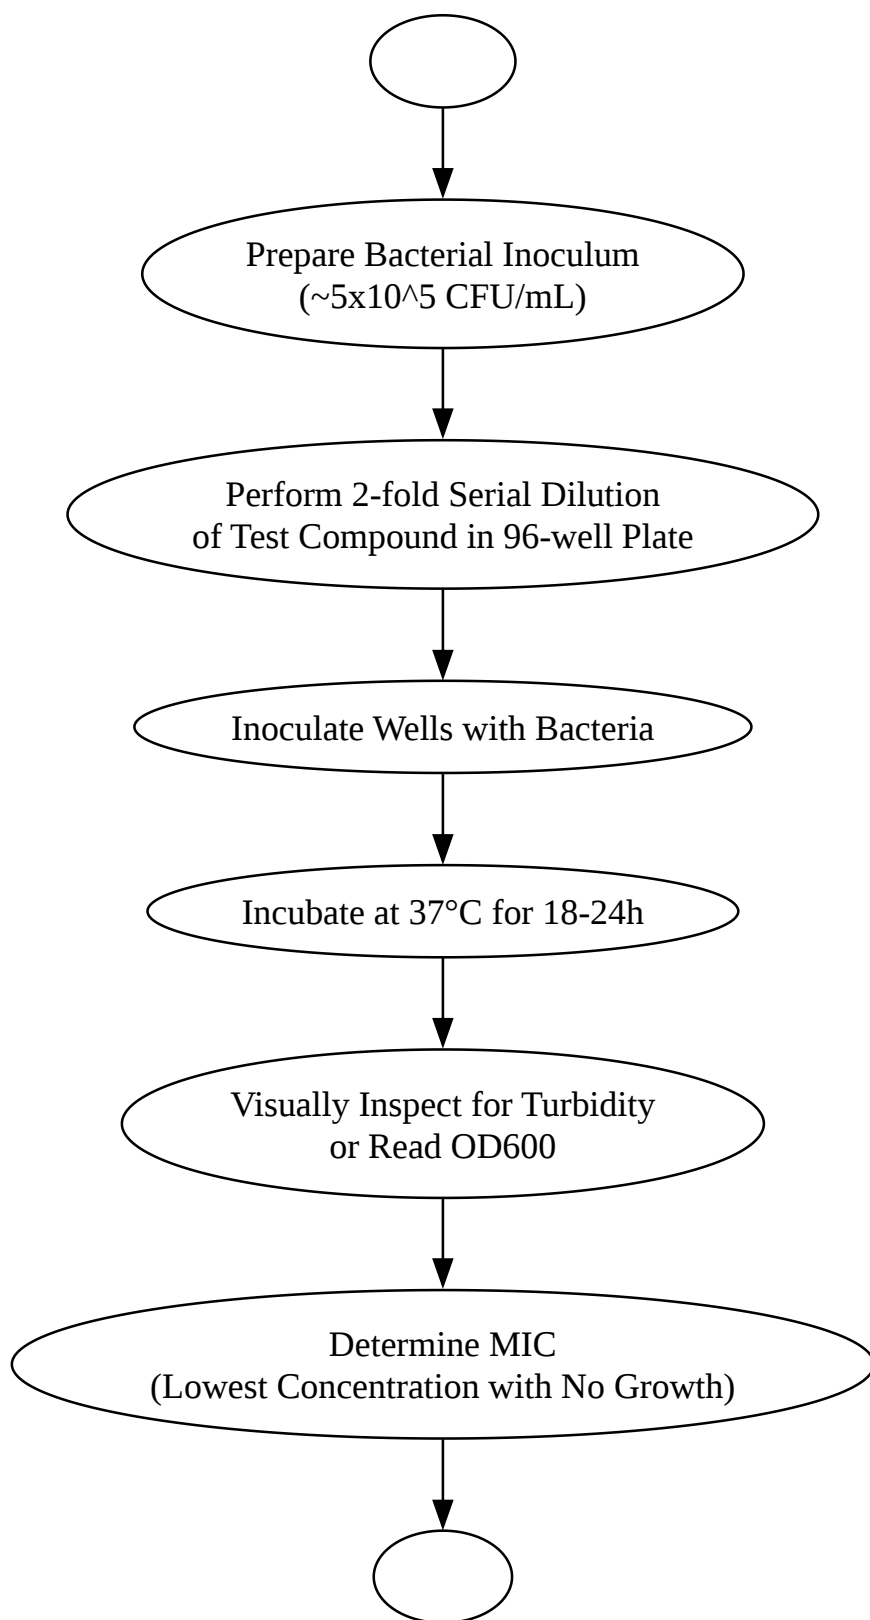 Prepare Bacterial Inoculum
(~5x10^5 CFU/mL)
Perform 2-fold Serial Dilution
of Test Compound in 96-well Plate
Inoculate Wells with Bacteria
Incubate at 37°C for 18-24h
Visually Inspect for Turbidity
or Read OD600
Determine MIC
(Lowest Concentration with No Growth)